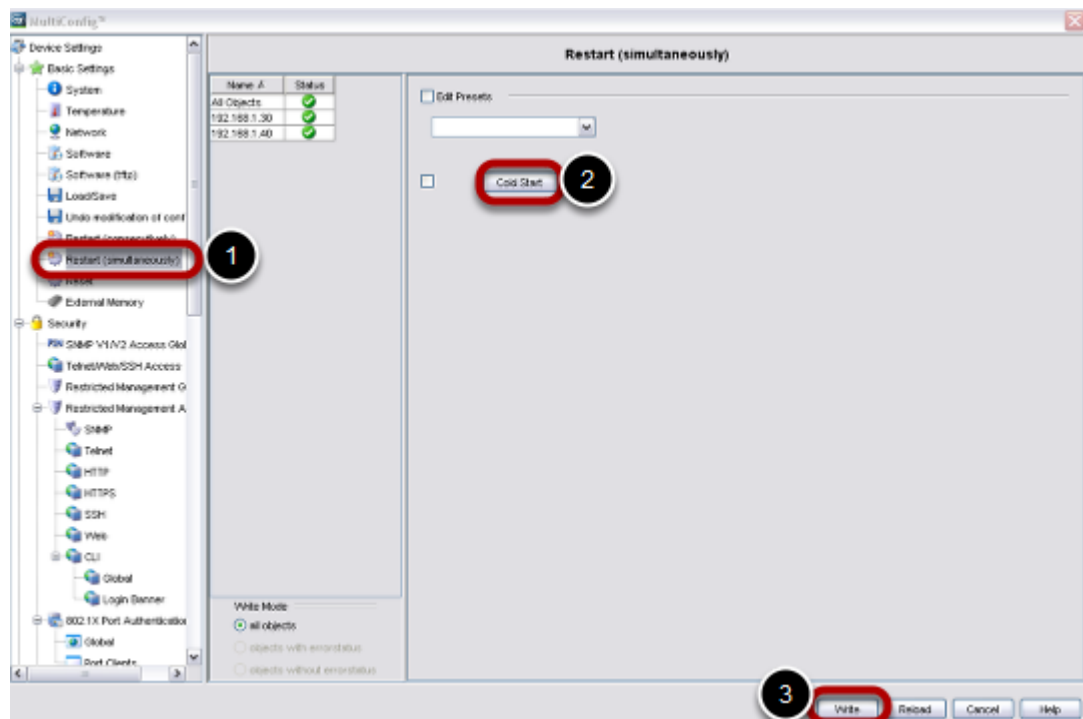 MultiConfig™
Device Settings
Basic Settings
System
Temperature
Network
Software
Software (tftp)
Load/Save
Undo modification of conf
Restart (consecutively)
Restart (simultaneously)
Reset
External Memory
Security
SNMP V1/V2 Access Glob
Telnet/Web/SSH Access
Restricted Management G
Restricted Management A
SNMP
Telnet
HTTP
HTTPS
SSH
Web
CLI
Global
Login Banner
802.1X Port Authentication
Global
Port Clients
1
Name Status
All Objects
192.168.1.30
192.168.1.40
Write Mode
all objects
objects with errorstatus
objects without errorstatus
Restart (simultaneously)
Edit Presets
Cold Start
2
3
Write Reload Cancel Help